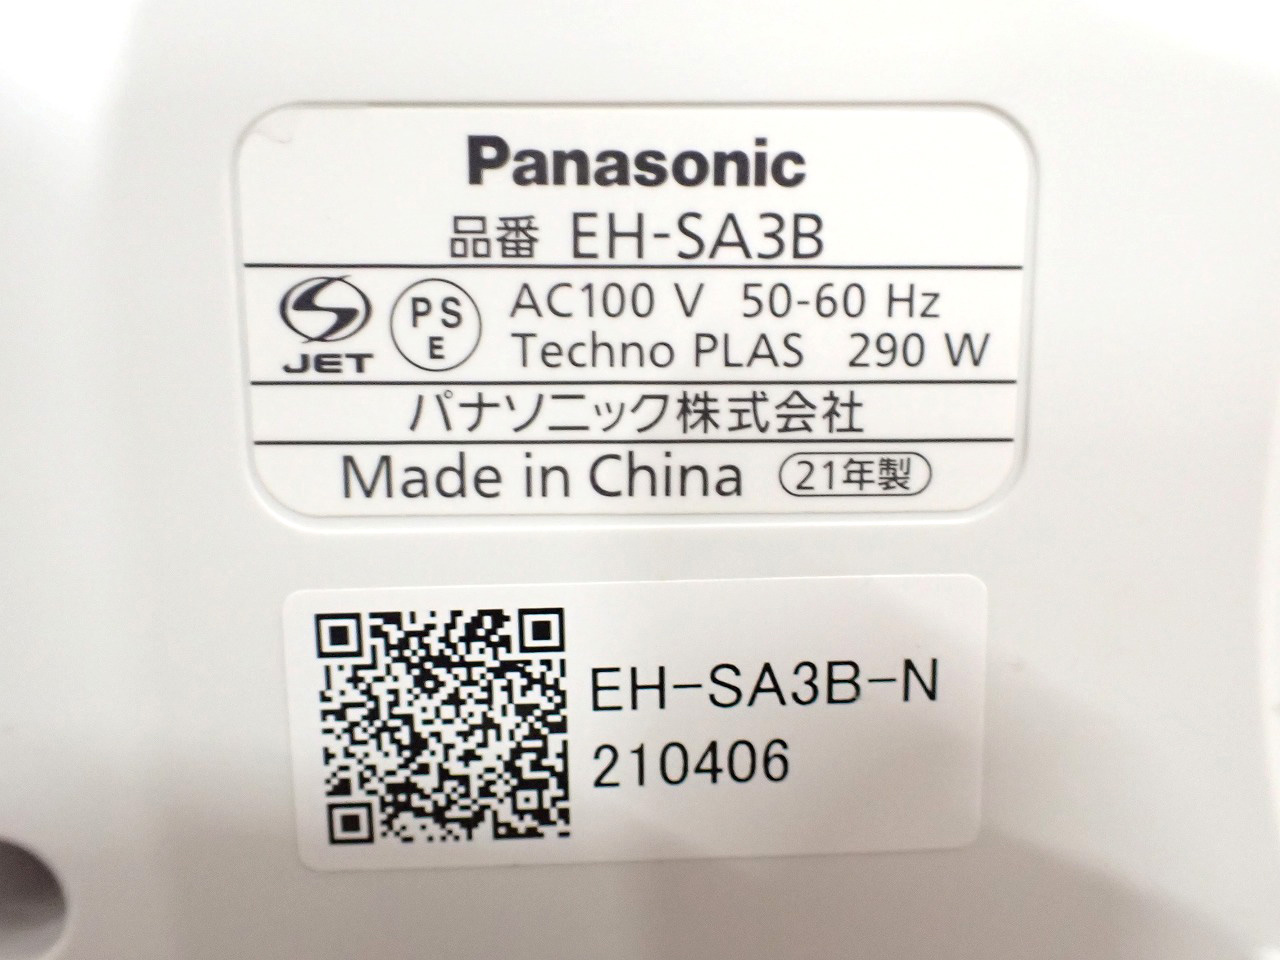 Panasonic
品番 EH-SA3B
JET
PS
E
AC100 V 50-60 Hz
Techno PLAS 290 W
パナソニック株式会社
Made in China 21年製
EH-SA3B-N
210406